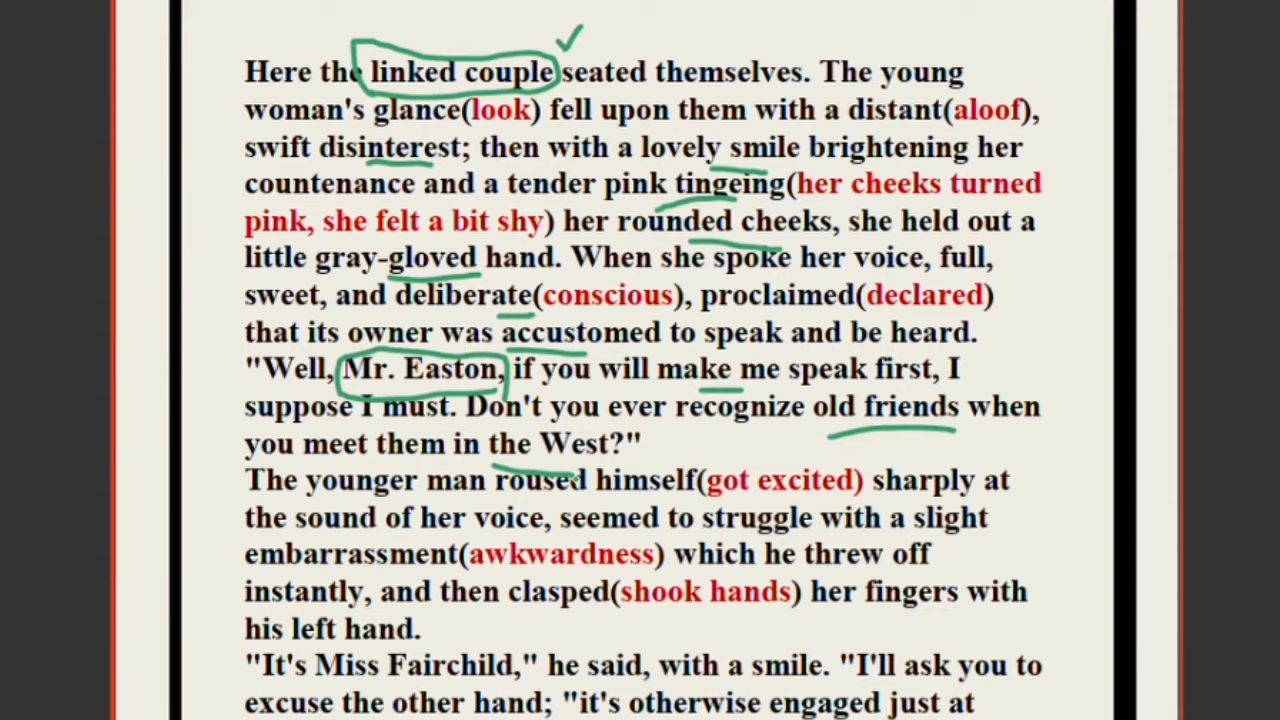 Here the linked couple seated themselves. The young
woman's glance(look) fell upon them with a distant(aloof),
swift disinterest; then with a lovely smile brightening her
countenance and a tender pink tingeing(her cheeks turned
pink, she felt a bit shy) her rounded cheeks, she held out a
little gray-gloved hand. When she spoke her voice, full,
sweet, and deliberate(conscious), proclaimed(declared)
that its owner was accustomed to speak and be heard.
"Well, Mr. Easton, if you will make me speak first, I
suppose I must. Don't you ever recognize old friends when
you meet them in the West?"
The younger man roused himself(got excited) sharply at
the sound of her voice, seemed to struggle with a slight
embarrassment(awkwardness) which he threw off
instantly, and then clasped(shook hands) her fingers with
his left hand.
"It's Miss Fairchild," he said, with a smile. "I'll ask you to
excuse the other hand; "it's otherwise engaged just at